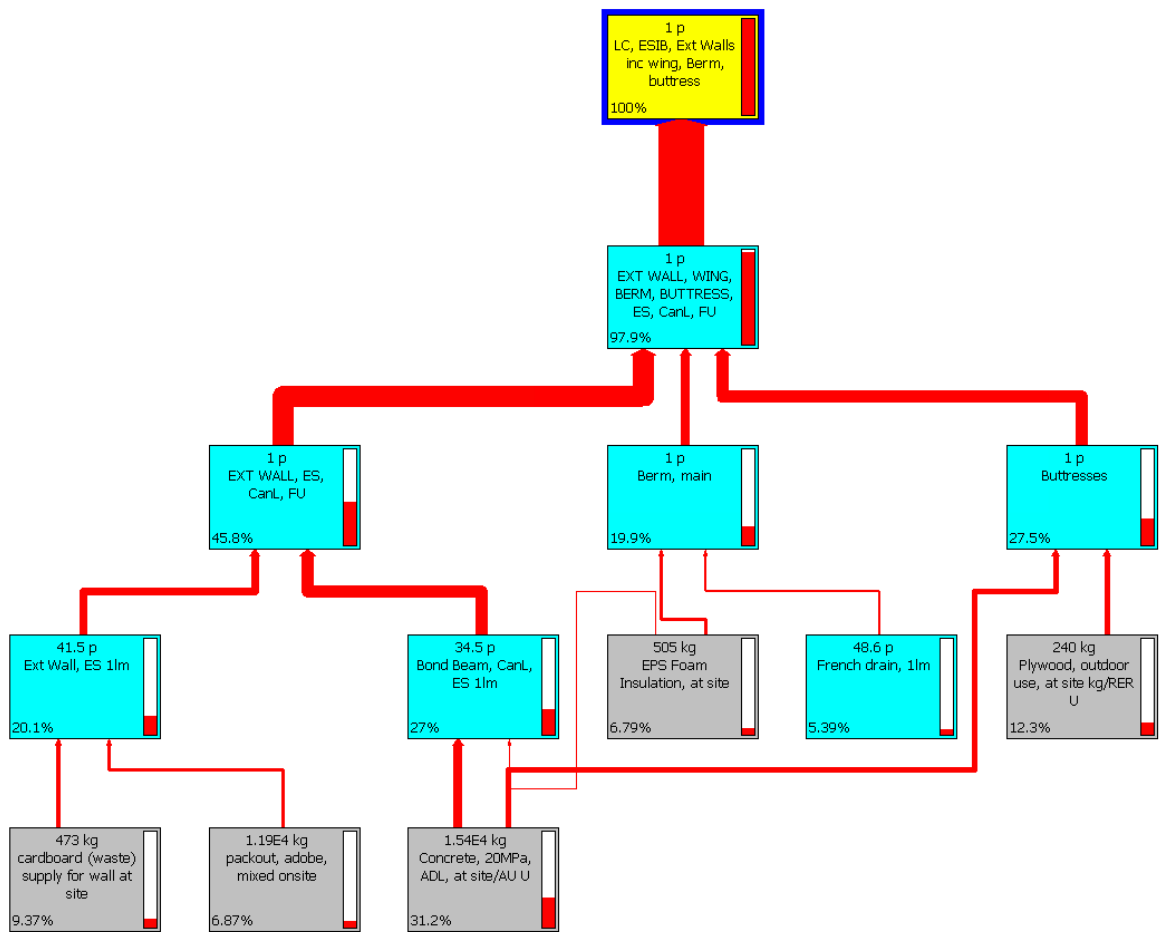 1 p
LC, ESIB, Ext Walls
inc wing, Berm,
buttress
100%
1 p
EXT WALL, WING,
BERM, BUTTRESS,
ES, CanL, FU
97.9%
1 p
EXT WALL, ES,
CanL, FU
45.8%
1 p
Berm, main
19.9%
1 p
Buttresses
27.5%
41.5 p
Ext Wall, ES 1lm
20.1%
34.5 p
Bond Beam, CanL,
ES 1lm
27%
505 kg
EPS Foam
Insulation, at site
6.79%
48.6 p
French drain, 1lm
5.39%
240 kg
Plywood, outdoor
use, at site kg/RER
U
12.3%
473 kg
cardboard (waste)
supply for wall at
site
9.37%
1.19E4 kg
packout, adobe,
mixed onsite
6.87%
1.54E4 kg
Concrete, 20MPa,
ADL, at site/AU U
31.2%